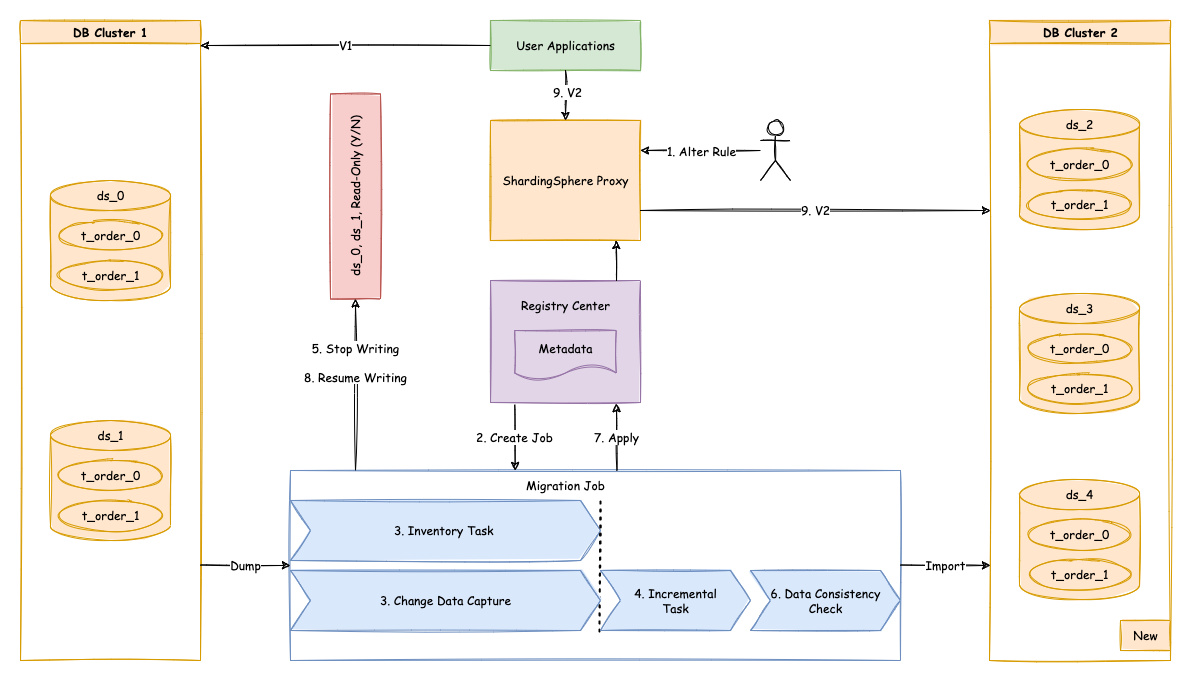 DB Cluster 1
ds_0
t_order_0
t_order_1
ds_1
t_order_0
t_order_1
V1
User Applications
9. V2
ds_0, ds_1, Read-Only (Y/N)
ShardingSphere Proxy
1. Alter Rule
9. V2
Registry Center
Metadata
5. Stop Writing
8. Resume Writing
2. Create Job
7. Apply
Migration Job
3. Inventory Task
3. Change Data Capture
4. Incremental
Task
6. Data Consistency
Check
Dump
Import
DB Cluster 2
ds_2
t_order_0
t_order_1
ds_3
t_order_0
t_order_1
ds_4
t_order_0
t_order_1
New